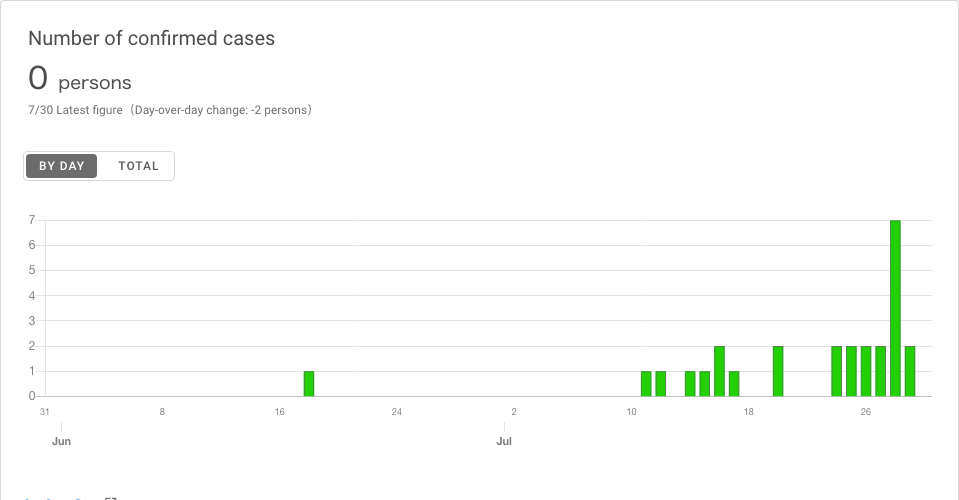 Number of confirmed cases
0 persons
7/30 Latest figure（Day-over-day change: -2 persons）
BY DAY TOTAL
7
6
5
4
3
2
1
0
31 8 16 24 2 10 18 26
Jun Jul